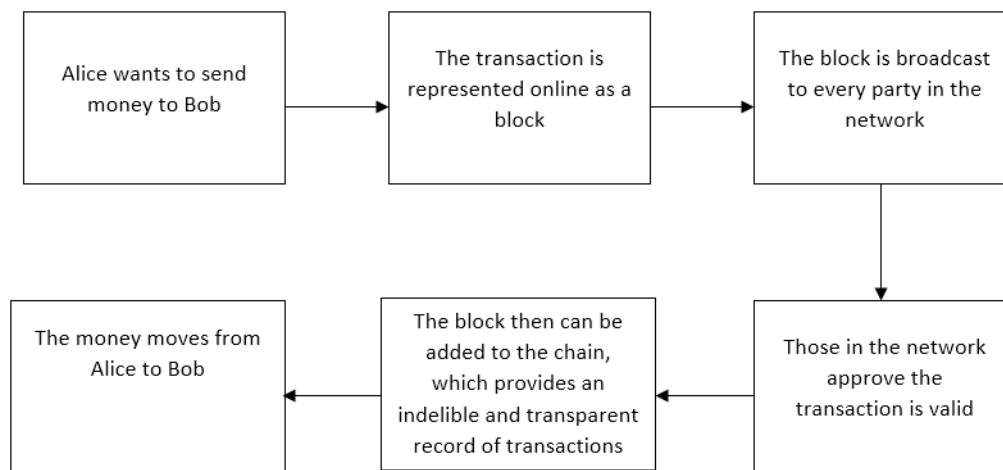 Alice wants to send
money to Bob
The transaction is
represented online as a
block
The block is broadcast
to every party in the
network
Those in the network
approve the
transaction is valid
The block then can be
added to the chain,
which provides an
indelible and transparent
record of transactions
The money moves from
Alice to Bob